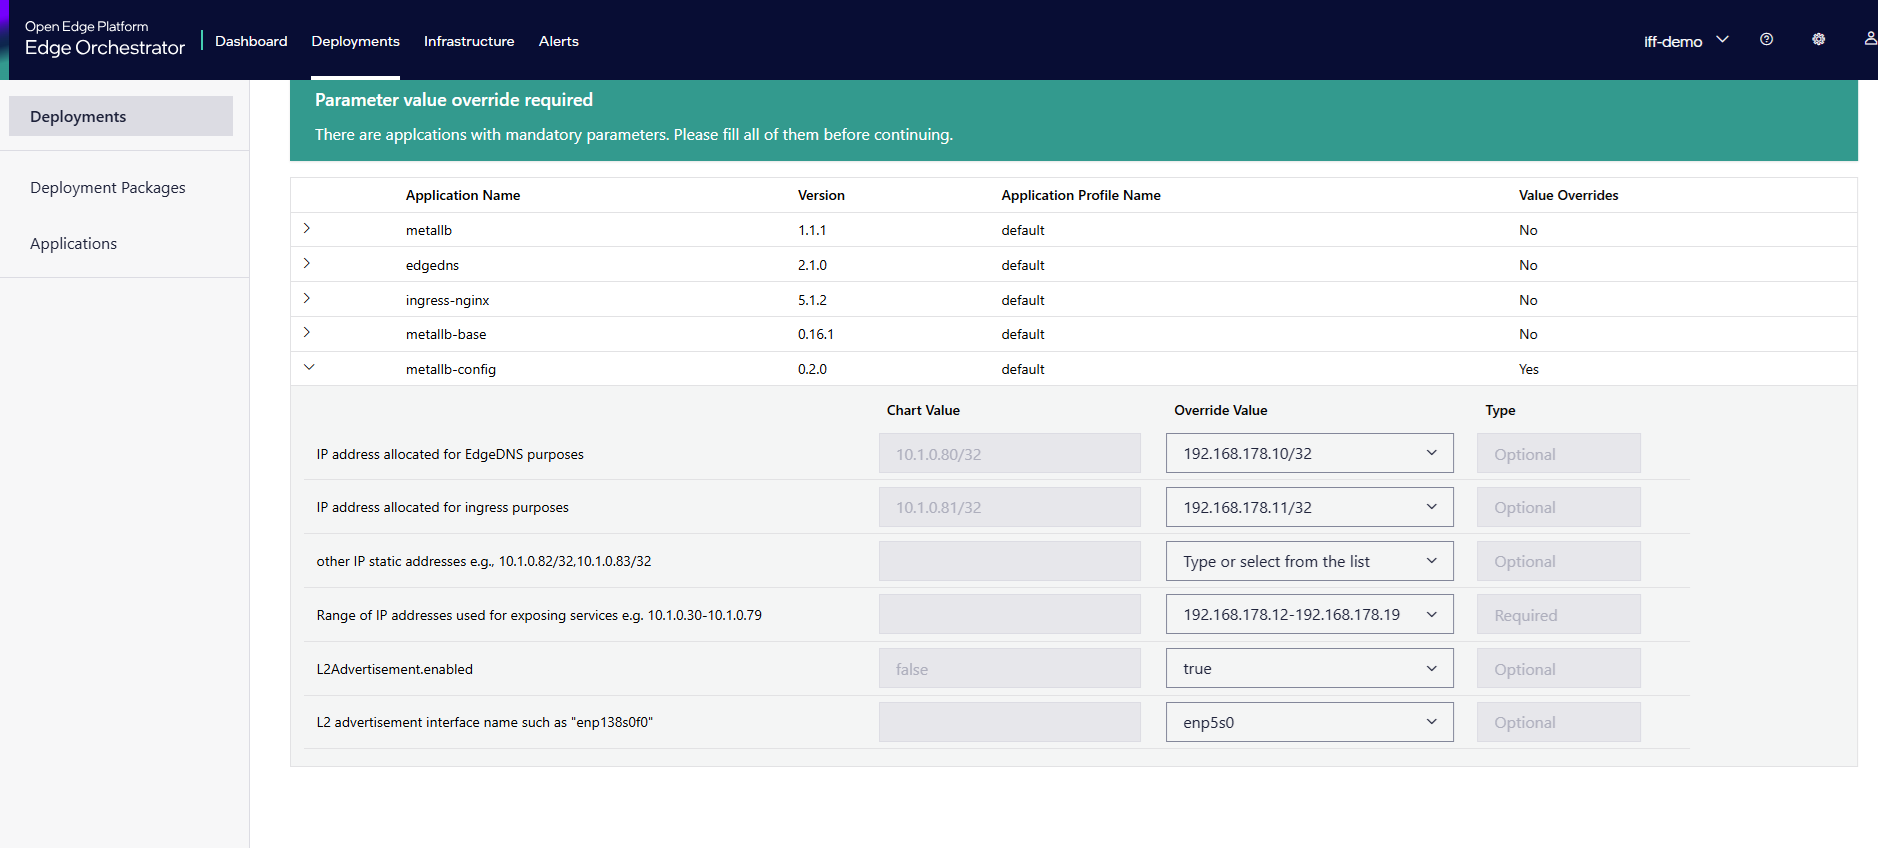 Open Edge Platform
Edge Orchestrator
Dashboard Deployments Infrastructure Alerts iff-demo
Deployments
Deployment Packages
Applications
Parameter value override required
There are applcations with mandatory parameters. Please fill all of them before continuing.
Application Name Version Application Profile Name Value Overrides
metallb 1.1.1 default No
edgedns 2.1.0 default No
ingress-nginx 5.1.2 default No
metallb-base 0.16.1 default No
metallb-config 0.2.0 default Yes
Chart Value Override Value Type
IP address allocated for EdgeDNS purposes 10.1.0.80/32 192.168.178.10/32 Optional
IP address allocated for ingress purposes 10.1.0.81/32 192.168.178.11/32 Optional
other IP static addresses e.g., 10.1.0.82/32,10.1.0.83/32 Type or select from the list Optional
Range of IP addresses used for exposing services e.g. 10.1.0.30-10.1.0.79 192.168.178.12-192.168.178.19 Required
L2Advertisement.enabled false true Optional
L2 advertisement interface name such as "enp138s0f0" enp5s0 Optional